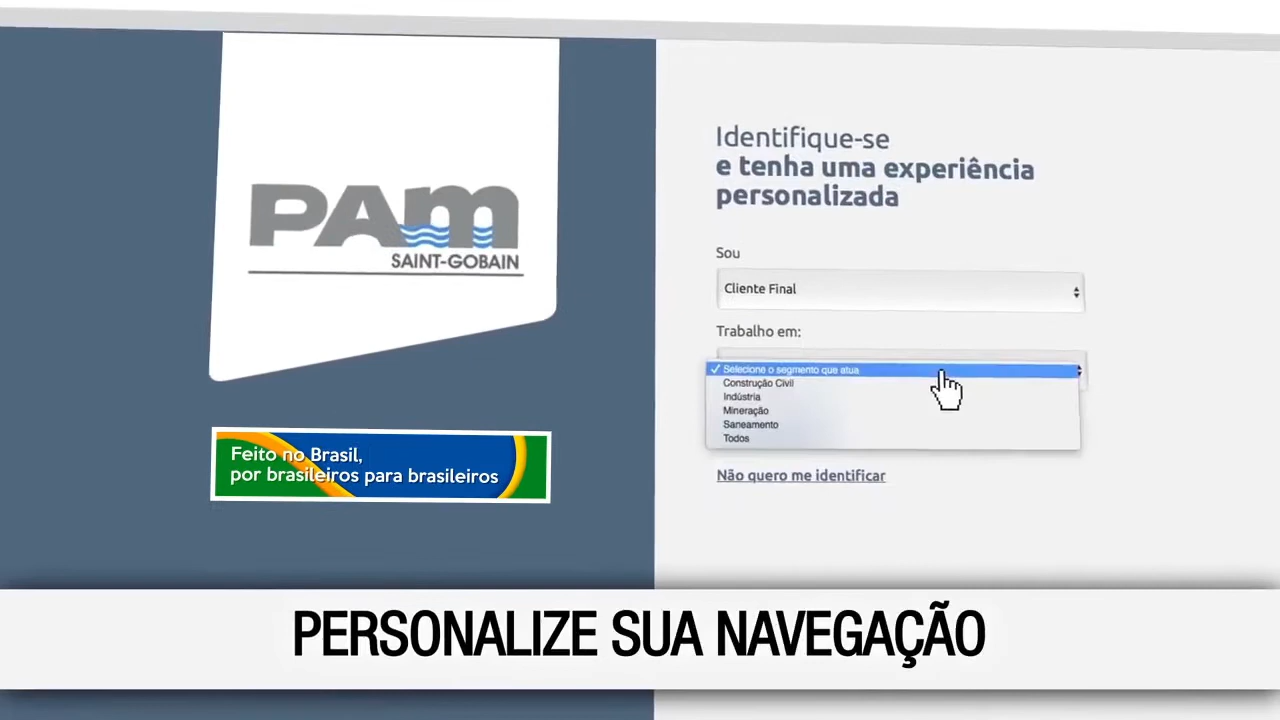 PAM
SAINT-GOBAIN
Feito no Brasil,
por brasileiros para brasileiros
Identifique-se
e tenha uma experiência
personalizada
Sou
Cliente Final
Trabalho em:
✓ Selecione o segmento que atua
Construção Civil
Indústria
Mineração
Saneamento
Todos
Não quero me identificar
PERSONALIZE SUA NAVEGAÇÃO